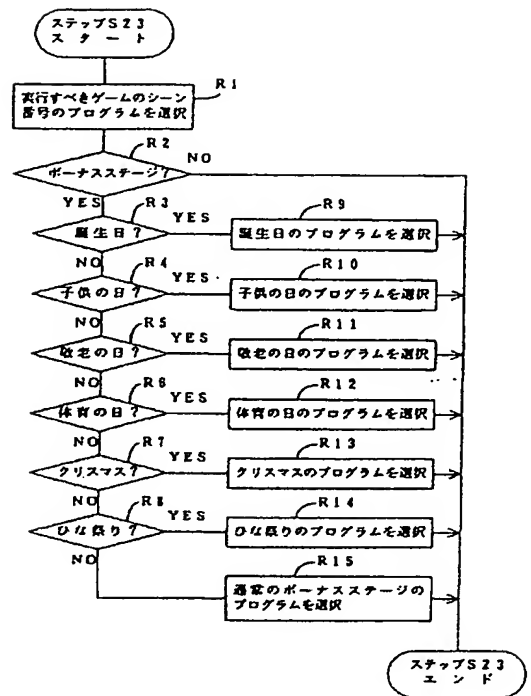 ステップS23
スタート
R1
実行すべきゲームのシーン
番号のプログラムを選択
R2
ボーナスステージ?
NO
YES
R3
誕生日?
YES
R9
誕生日のプログラムを選択
NO
R4
子供の日?
YES
R10
子供の日のプログラムを選択
NO
R5
敬老の日?
YES
R11
敬老の日のプログラムを選択
NO
R6
体育の日?
YES
R12
体育の日のプログラムを選択
NO
R7
クリスマス?
YES
R13
クリスマスのプログラムを選択
NO
R8
ひな祭り?
YES
R14
ひな祭りのプログラムを選択
NO
R15
通常のボーナスステージの
プログラムを選択
ステップS23
エンド